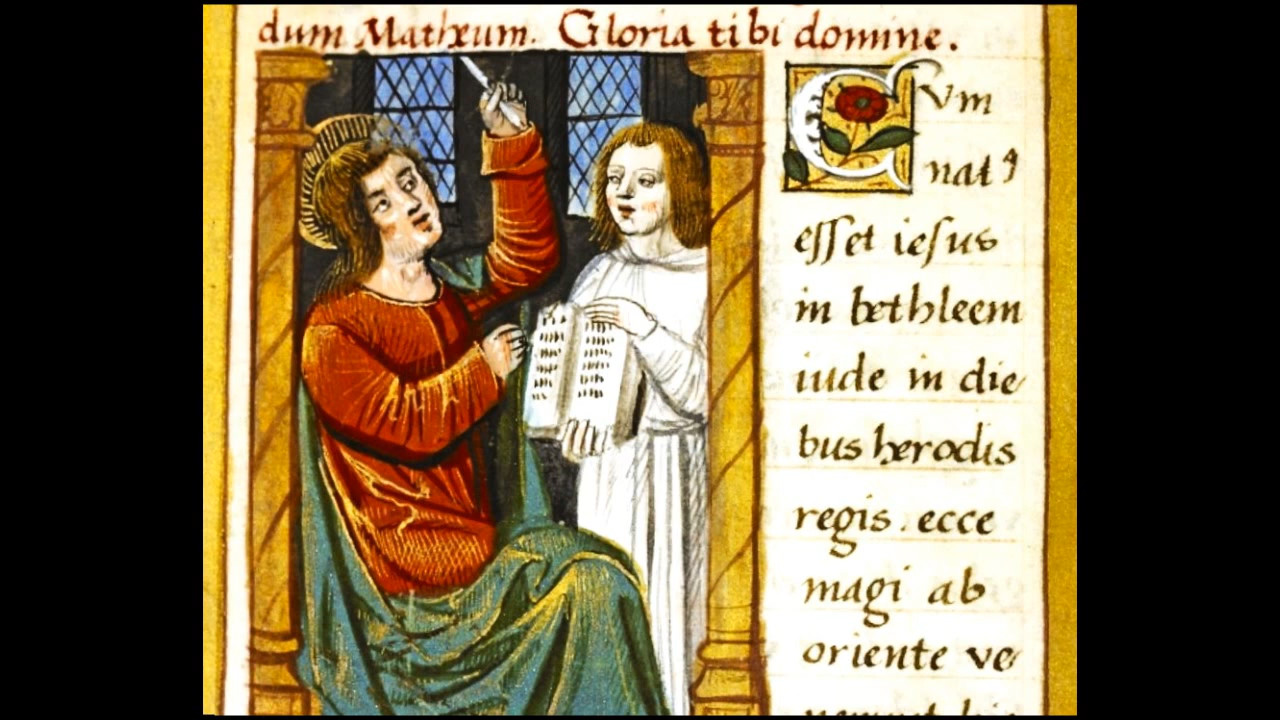 dum Matheum. Gloria tibi domine.
Cum
natꝰ
esset iesus
in bethleem
iude in die
bus herodis
regis. ecce
magi ab
oriente ve